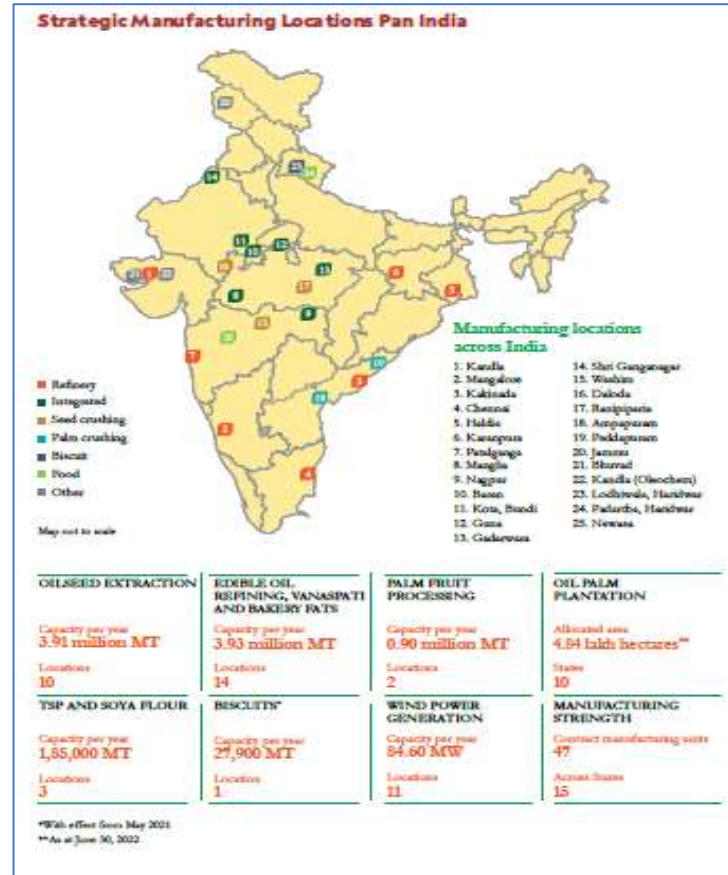 Strategic Manufacturing Locations Pan India
Refinery
Integrated
Seed crushing
Palm crushing
Biscuit
Food
Other
Map not to scale
Manufacturing locations
across India
1. Kandla
2. Mangalore
3. Kakinada
4. Chennai
5. Haldia
6. Karanpura
7. Patalganga
8. Manglia
9. Nagpur
10. Baran
11. Kota, Bundi
12. Guna
13. Gadarwara
14. Shri Ganganagar
15. Washim
16. Daloda
17. Ranipiparia
18. Ampapuram
19. Peddapuram
20. Jammu
21. Bhuvad
22. Kandla (Oleochem)
23. Lodhiwala, Haridwar
24. Padartha, Haridwar
25. Newasa
OILSEED EXTRACTION
Capacity per year
3.91 million MT
Locations
10
EDIBLE OIL
REFINING, VANASPATI
AND BAKERY FATS
Capacity per year
3.93 million MT
Locations
14
PALM FRUIT
PROCESSING
Capacity per year
0.90 million MT
Locations
2
OIL PALM
PLANTATION
Allocated area
4.84 lakh hectares**
States
10
TSP AND SOYA FLOUR
Capacity per year
1,85,000 MT
Locations
3
BISCUITS*
Capacity per year
27,900 MT
Location
1
WIND POWER
GENERATION
Capacity per year
84.60 MW
Locations
11
MANUFACTURING
STRENGTH
Contract manufacturing units
47
Across States
15
*With effect from May 2021
**As at June 30, 2022